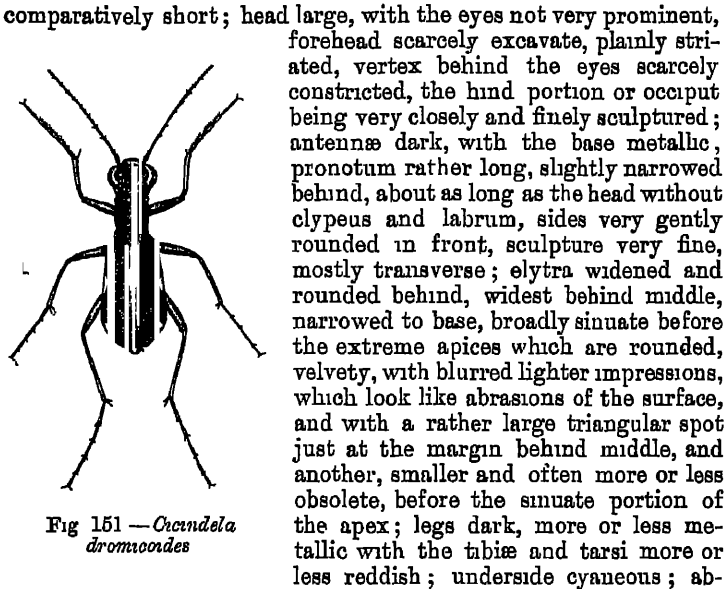 comparatively short; head large, with the eyes not very prominent,
forehead scarcely excavate, plainly stri-
ated, vertex behind the eyes scarcely
constricted, the hind portion or occiput
being very closely and finely sculptured;
antennæ dark, with the base metallic,
pronotum rather long, slightly narrowed
behind, about as long as the head without
clypeus and labrum, sides very gently
rounded in front, sculpture very fine,
mostly transverse; elytra widened and
rounded behind, widest behind middle,
narrowed to base, broadly sinuate before
the extreme apices which are rounded,
velvety, with blurred lighter impressions,
which look like abrasions of the surface,
and with a rather large triangular spot
just at the margin behind middle, and
another, smaller and often more or less
obsolete, before the sinuate portion of
the apex; legs dark, more or less me-
tallic with the tibiæ and tarsi more or
less reddish; underside cyaneous; ab-
Fig 151 —Cicindela
dromicoides